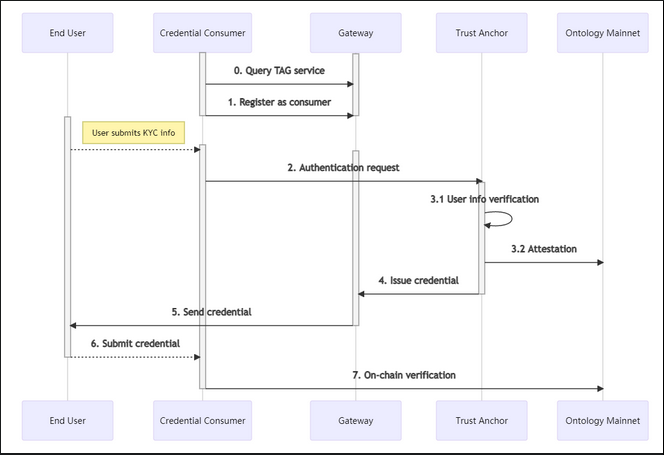 End User
Credential Consumer
Gateway
Trust Anchor
Ontology Mainnet
0. Query TAG service
1. Register as consumer
User submits KYC info
2. Authentication request
3.1 User info verification
3.2 Attestation
4. Issue credential
5. Send credential
6. Submit credential
7. On-chain verification
End User
Credential Consumer
Gateway
Trust Anchor
Ontology Mainnet